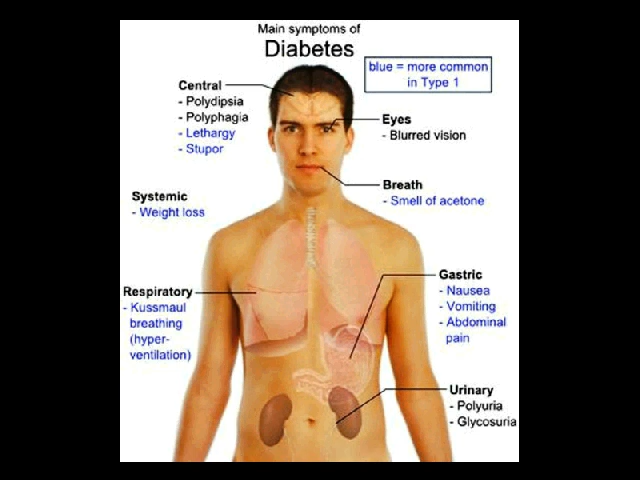 Main symptoms of
Diabetes
blue = more common
in Type 1
Central
- Polydipsia
- Polyphagia
- Lethargy
- Stupor
Eyes
- Blurred vision
Breath
- Smell of acetone
Systemic
- Weight loss
Gastric
- Nausea
- Vomiting
- Abdominal
pain
Respiratory
- Kussmaul
breathing
(hyper-
ventilation)
Urinary
- Polyuria
- Glycosuria